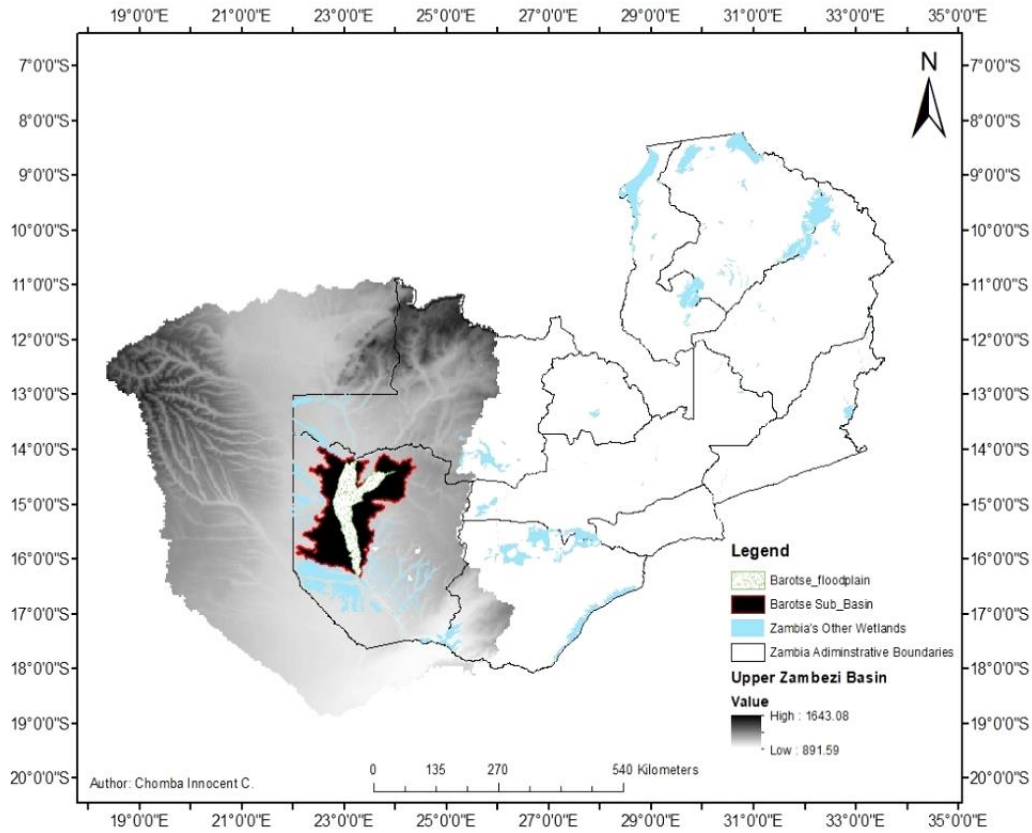 19°0'0"E 21°0'0"E 23°0'0"E 25°0'0"E 27°0'0"E 29°0'0"E 31°0'0"E 33°0'0"E 35°0'0"E
N
7°0'0"S 7°0'0"S
8°0'0"S 8°0'0"S
9°0'0"S 9°0'0"S
10°0'0"S 10°0'0"S
11°0'0"S 11°0'0"S
12°0'0"S 12°0'0"S
13°0'0"S 13°0'0"S
14°0'0"S 14°0'0"S
15°0'0"S 15°0'0"S
16°0'0"S 16°0'0"S
17°0'0"S 17°0'0"S
18°0'0"S 18°0'0"S
19°0'0"S 19°0'0"S
20°0'0"S 20°0'0"S
Legend
Barotse_floodplain
Barotse Sub_Basin
Zambia's Other Wetlands
Zambia Adiminstrative Boundaries
Upper Zambezi Basin
Value
High : 1643.08
Low : 891.59
0 135 270 540 Kilometers
Author: Chomba Innocent C.
19°0'0"E 21°0'0"E 23°0'0"E 25°0'0"E 27°0'0"E 29°0'0"E 31°0'0"E 33°0'0"E 35°0'0"E